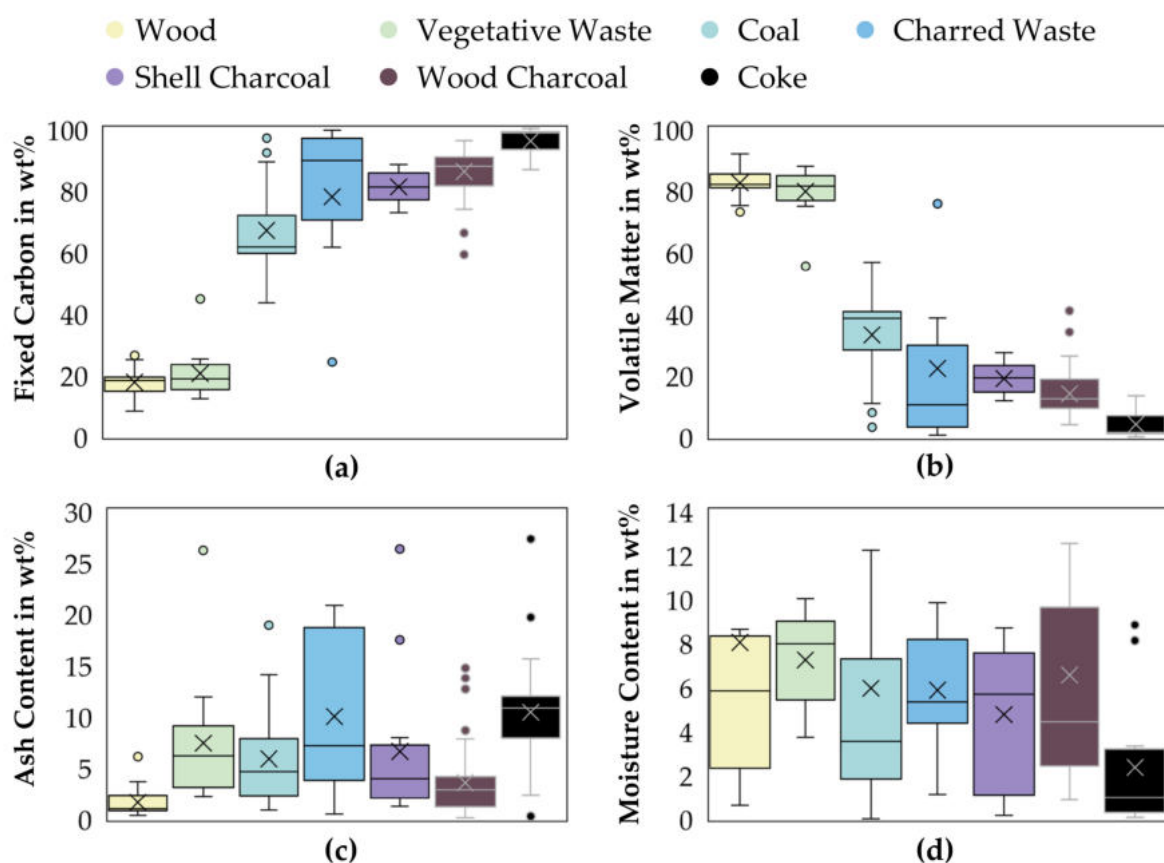 Wood Vegetative Waste Coal Charred Waste
Shell Charcoal Wood Charcoal Coke
Fixed Carbon in wt%
100
80
60
40
20
0
(a)
Volatile Matter in wt%
100
80
60
40
20
0
(b)
Ash Content in wt%
30
25
20
15
10
5
0
(c)
Moisture Content in wt%
14
12
10
8
6
4
2
0
(d)